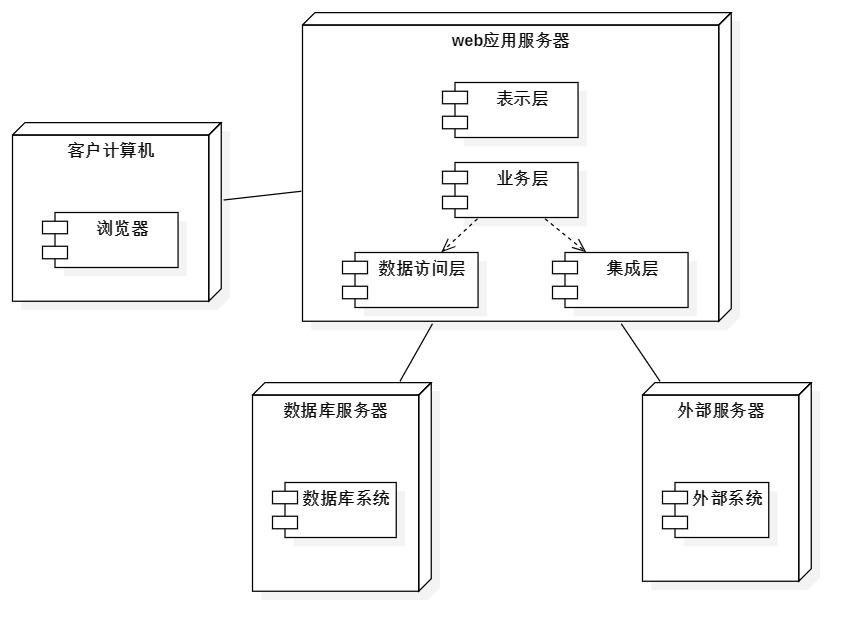 web应用服务器
表示层
客户计算机
业务层
浏览器
数据访问层
集成层
数据库服务器
外部服务器
数据库系统
外部系统